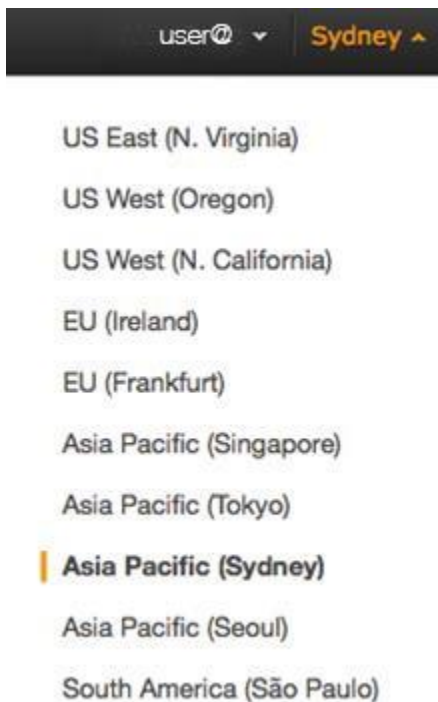 user@ Sydney
US East (N. Virginia)
US West (Oregon)
US West (N. California)
EU (Ireland)
EU (Frankfurt)
Asia Pacific (Singapore)
Asia Pacific (Tokyo)
Asia Pacific (Sydney)
Asia Pacific (Seoul)
South America (São Paulo)